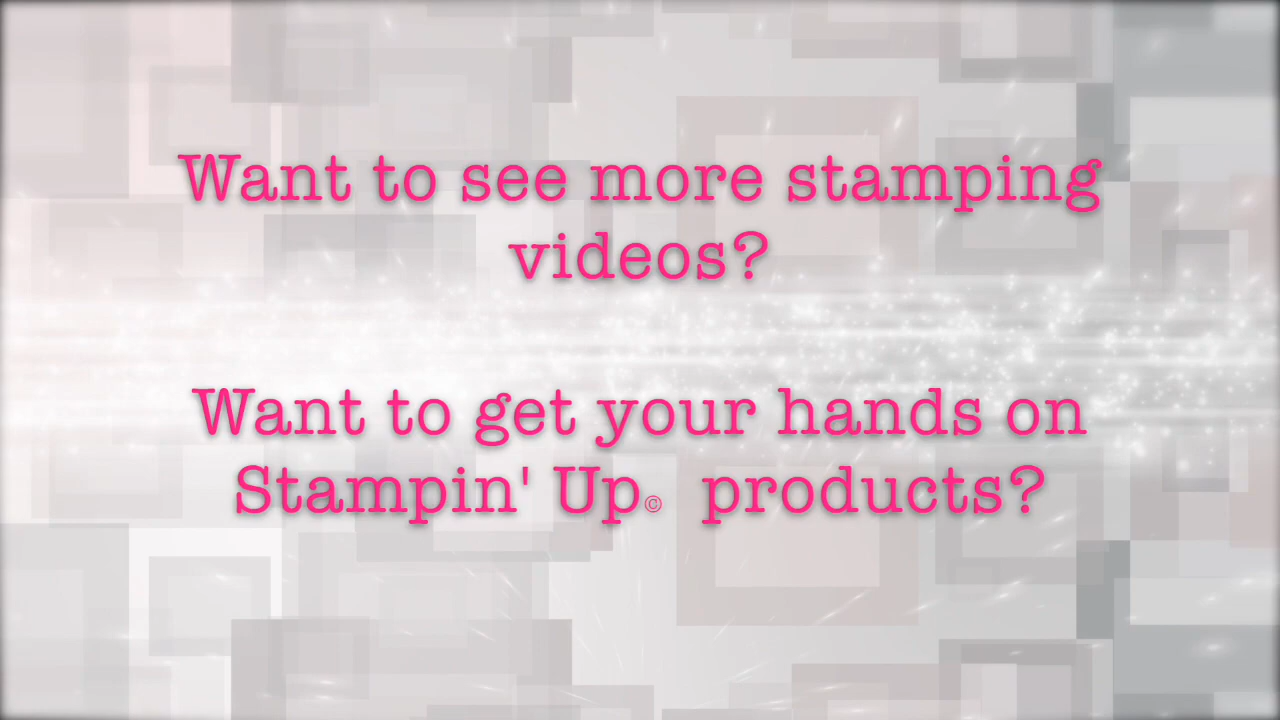 Want to see more stamping
videos?
Want to get your hands on
Stampin' Up© products?